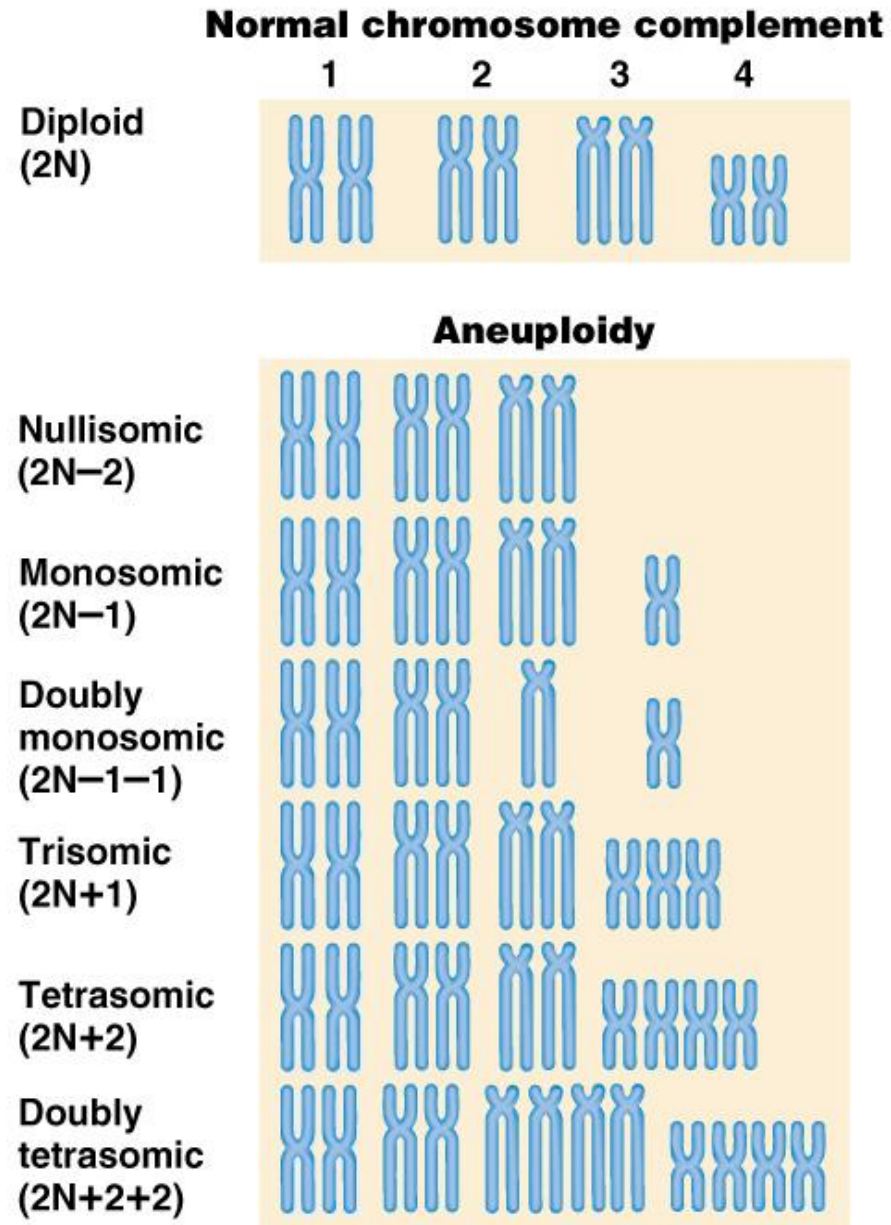 Normal chromosome complement
1 2 3 4
Diploid
(2N)
Aneuploidy
Nullisomic
(2N−2)
Monosomic
(2N−1)
Doubly
monosomic
(2N−1−1)
Trisomic
(2N+1)
Tetrasomic
(2N+2)
Doubly
tetrasomic
(2N+2+2)